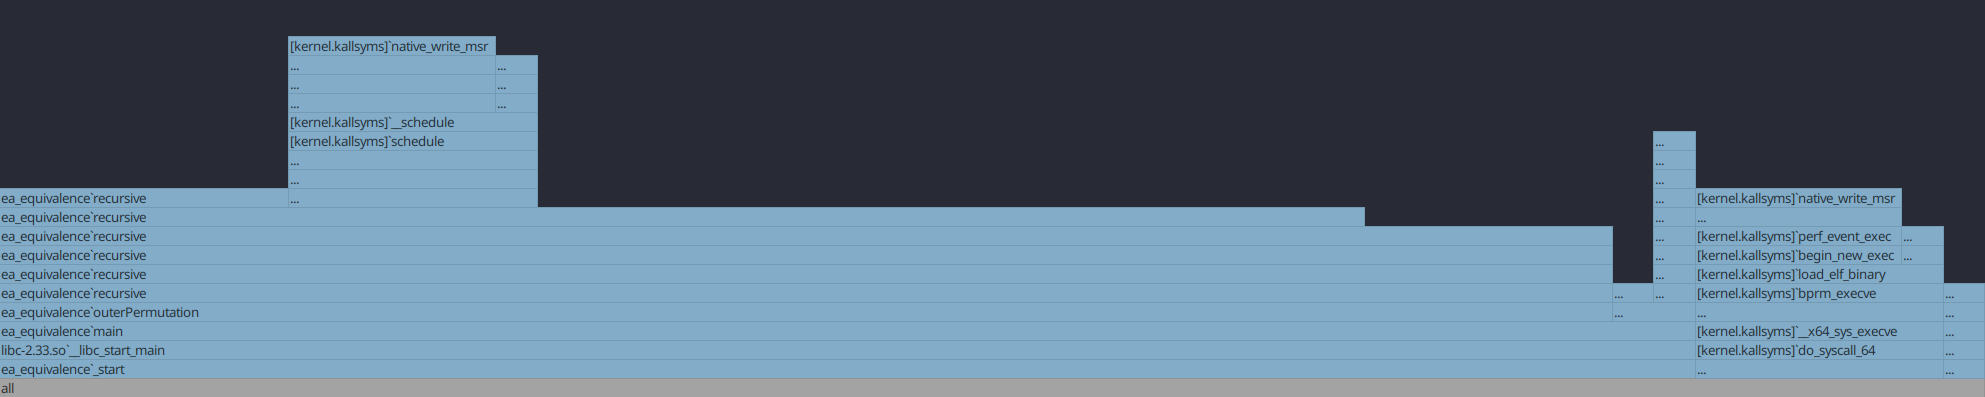 [kernel.kallsyms]`native_write_msr
... ...
... ...
... ...
[kernel.kallsyms]`__schedule
[kernel.kallsyms]`schedule ...
... ...
... ...
ea_equivalence`recursive ... ... [kernel.kallsyms]`native_write_msr
ea_equivalence`recursive ... ...
ea_equivalence`recursive ... [kernel.kallsyms]`perf_event_exec ...
ea_equivalence`recursive ... [kernel.kallsyms]`begin_new_exec ...
ea_equivalence`recursive ... [kernel.kallsyms]`load_elf_binary
ea_equivalence`recursive ... ... [kernel.kallsyms]`bprm_execve ...
ea_equivalence`outerPermutation ... ... ...
ea_equivalence`main [kernel.kallsyms]`__x64_sys_execve ...
libc-2.33.so`__libc_start_main [kernel.kallsyms]`do_syscall_64 ...
ea_equivalence`_start ... ...
all